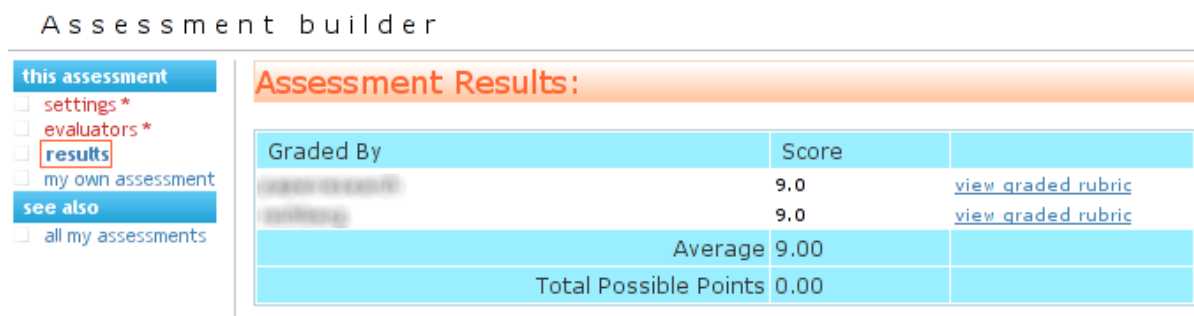 Assessment builder
this assessment
settings *
evaluators *
results
my own assessment
see also
all my assessments
Assessment Results:
Graded By Score
9.0 view graded rubric
9.0 view graded rubric
Average 9.00
Total Possible Points 0.00